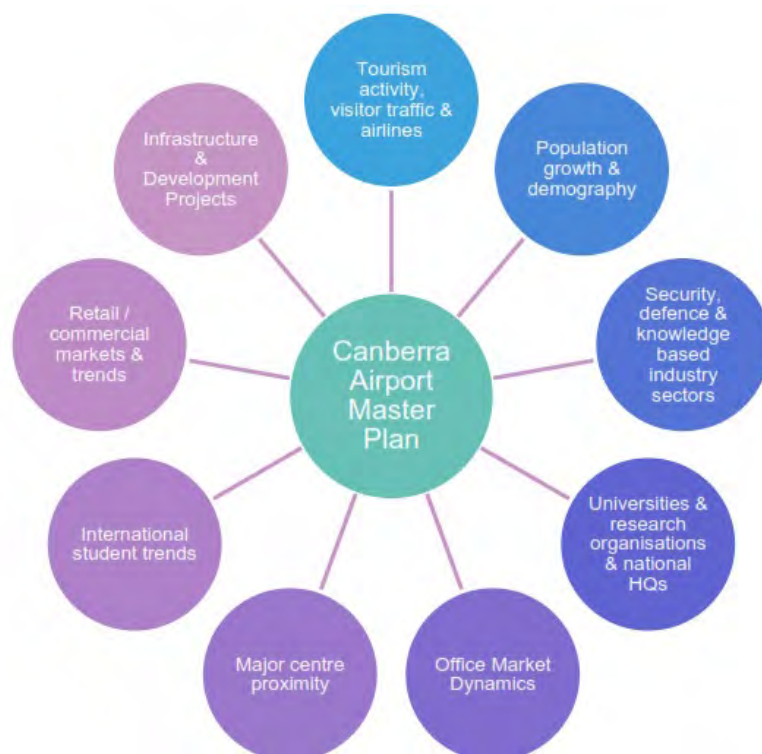 Tourism
activity,
visitor traffic &
airlines
Population
growth &
demography
Security,
defence &
knowledge
based
industry
sectors
Universities &
research
organisations
& national
HQs
Office Market
Dynamics
Major centre
proximity
International
student trends
Retail /
commercial
markets &
trends
Infrastructure
&
Development
Projects
Canberra
Airport
Master
Plan